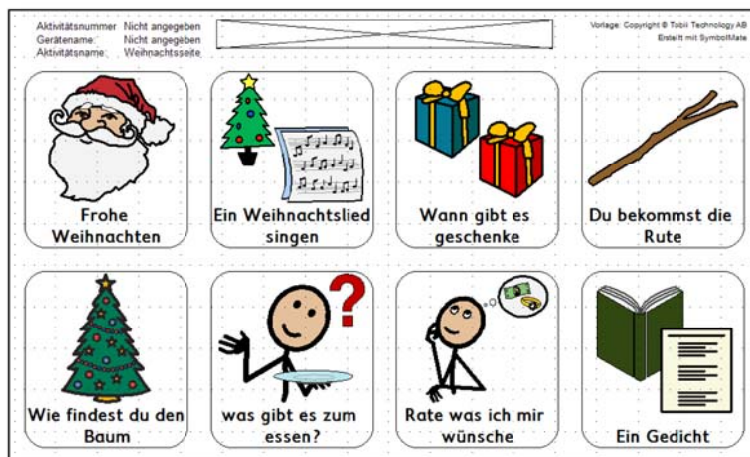 Aktivitätsnummer Nicht angegeben
Gerätename: Nicht angegeben
Aktivitätsname: Weihnachtsseite
Vorlage: Copyright © Tobii Technology AB
Erstellt mit SymbolMate
Frohe
Weihnachten
Ein Weihnachtslied
singen
Wann gibt es
geschenke
Du bekommst die
Rute
Wie findest du den
Baum
was gibt es zum
essen?
Rate was ich mir
wünsche
Ein Gedicht